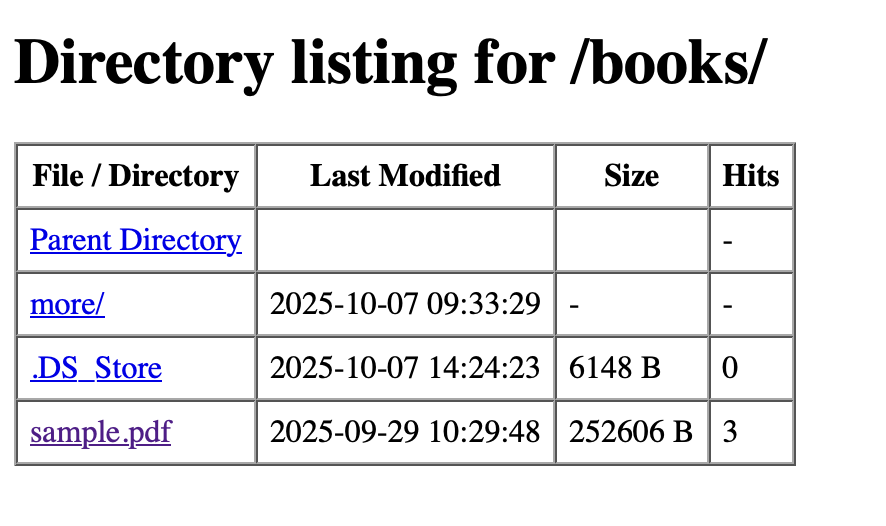 Directory listing for /books/
File / Directory Last Modified Size Hits
Parent Directory -
more/ 2025-10-07 09:33:29 - -
.DS_Store 2025-10-07 14:24:23 6148 B 0
sample.pdf 2025-09-29 10:29:48 252606 B 3